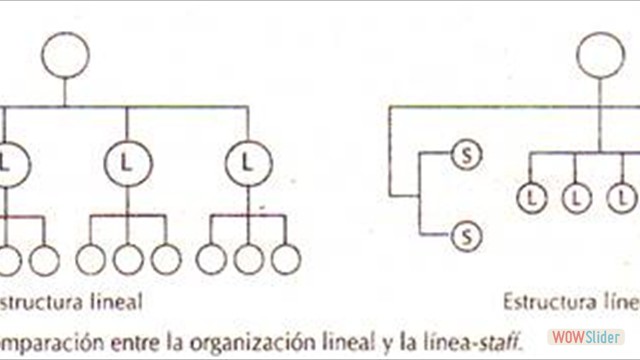 L L L
S
L L L
S
structura lineal
Estructura líne
mparación entre la organización lineal y la línea-staff.
WOWSlider